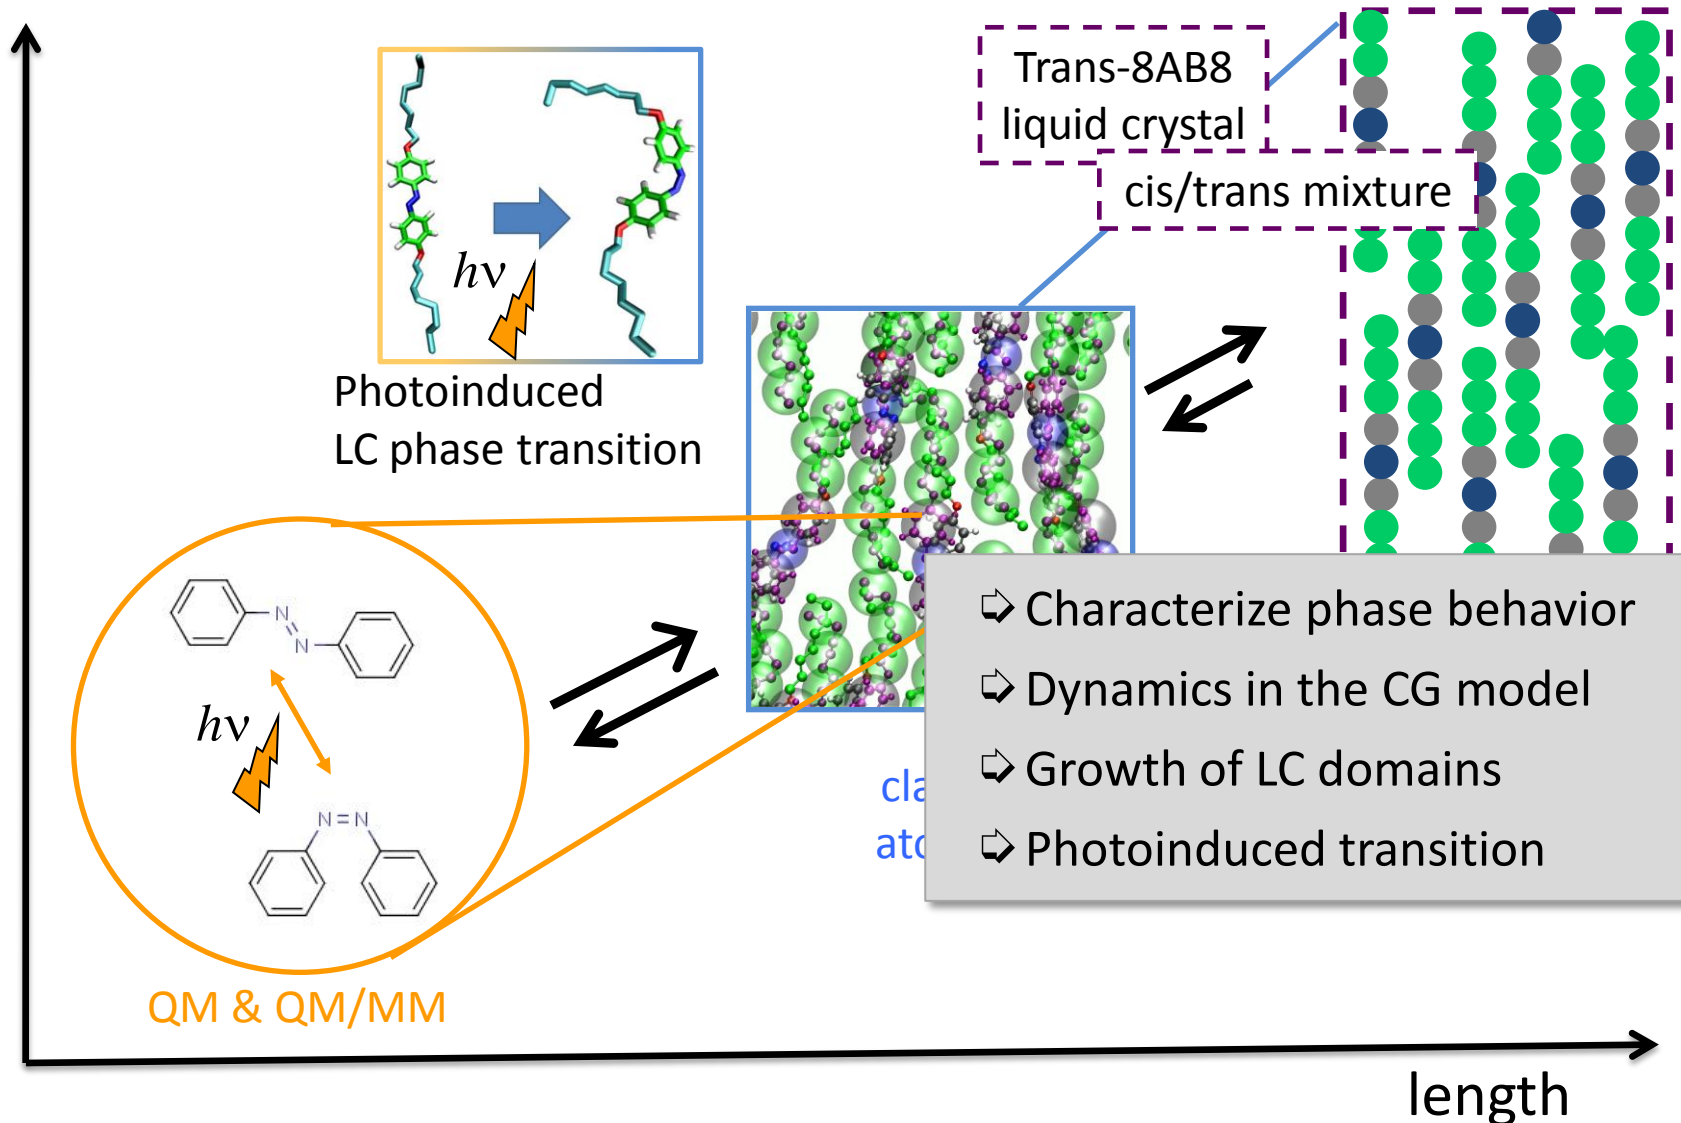 Trans-8AB8
liquid crystal
cis/trans mixture
hν
Photoinduced
LC phase transition
N
N
hν
N=N
QM & QM/MM
➯ Characterize phase behavior
➯ Dynamics in the CG model
➯ Growth of LC domains
➯ Photoinduced transition
length